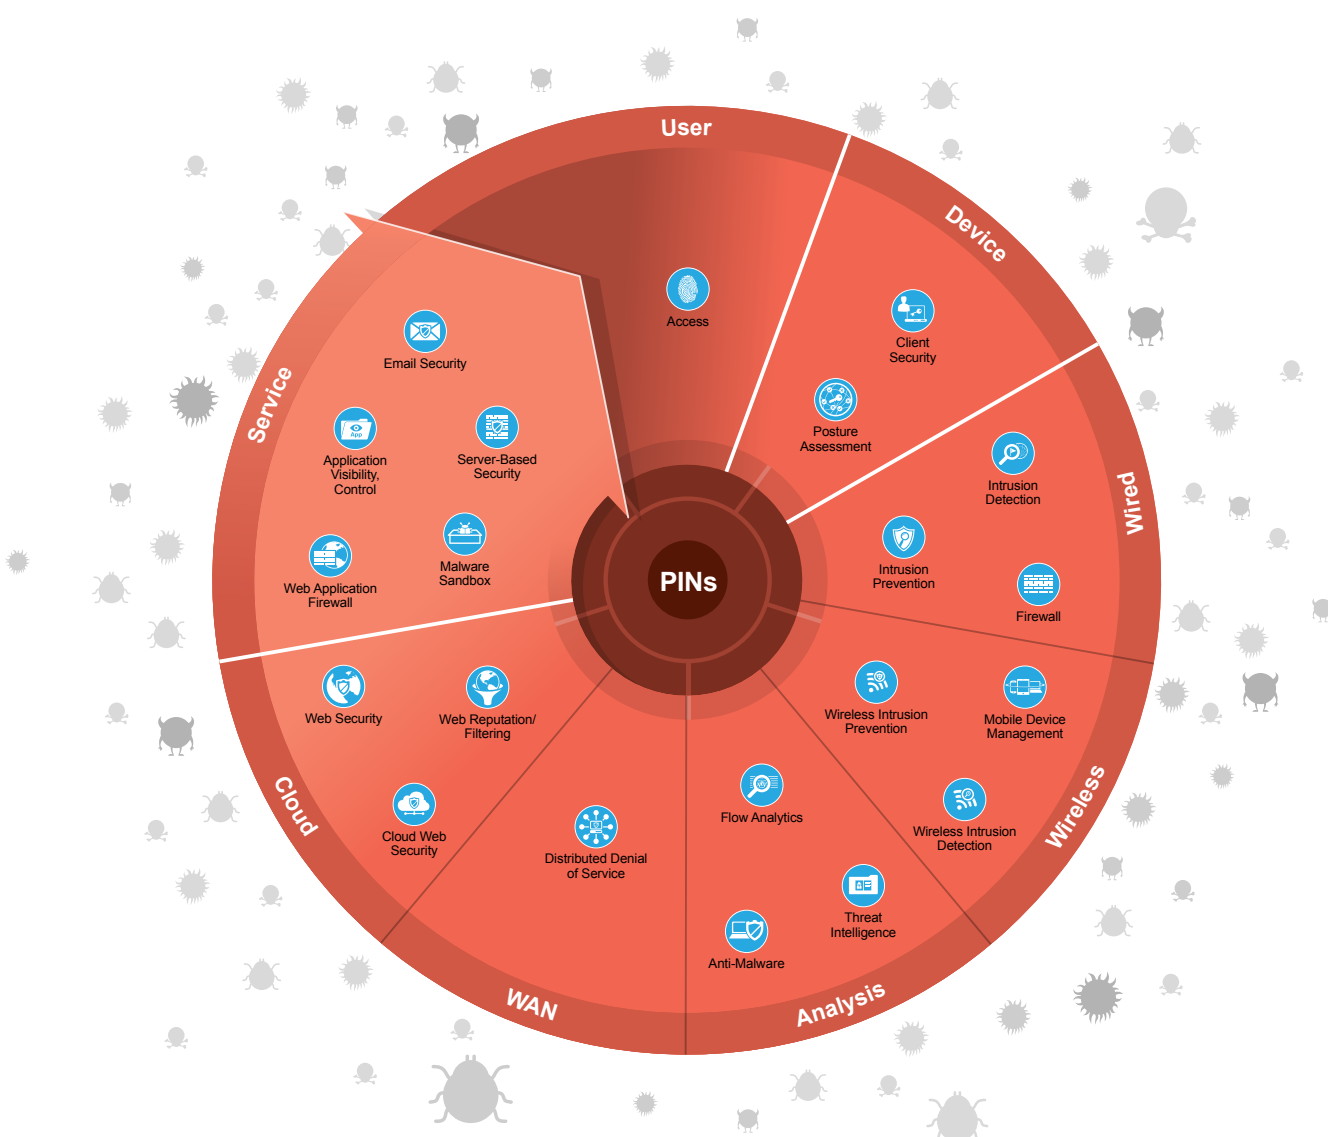 User
Device
Access
Client
Security
Posture
Assessment
Service
Email Security
App
Application
Visibility,
Control
Server-Based
Security
Web Application
Firewall
Malware
Sandbox
Wired
Intrusion
Detection
Intrusion
Prevention
Firewall
PINs
Web Security
Web Reputation/
Filtering
Cloud Web
Security
Cloud
Distributed Denial
of Service
WAN
Flow Analytics
Threat
Intelligence
Anti-Malware
Analysis
Wireless Intrusion
Prevention
Mobile Device
Management
Wireless Intrusion
Detection
Wireless